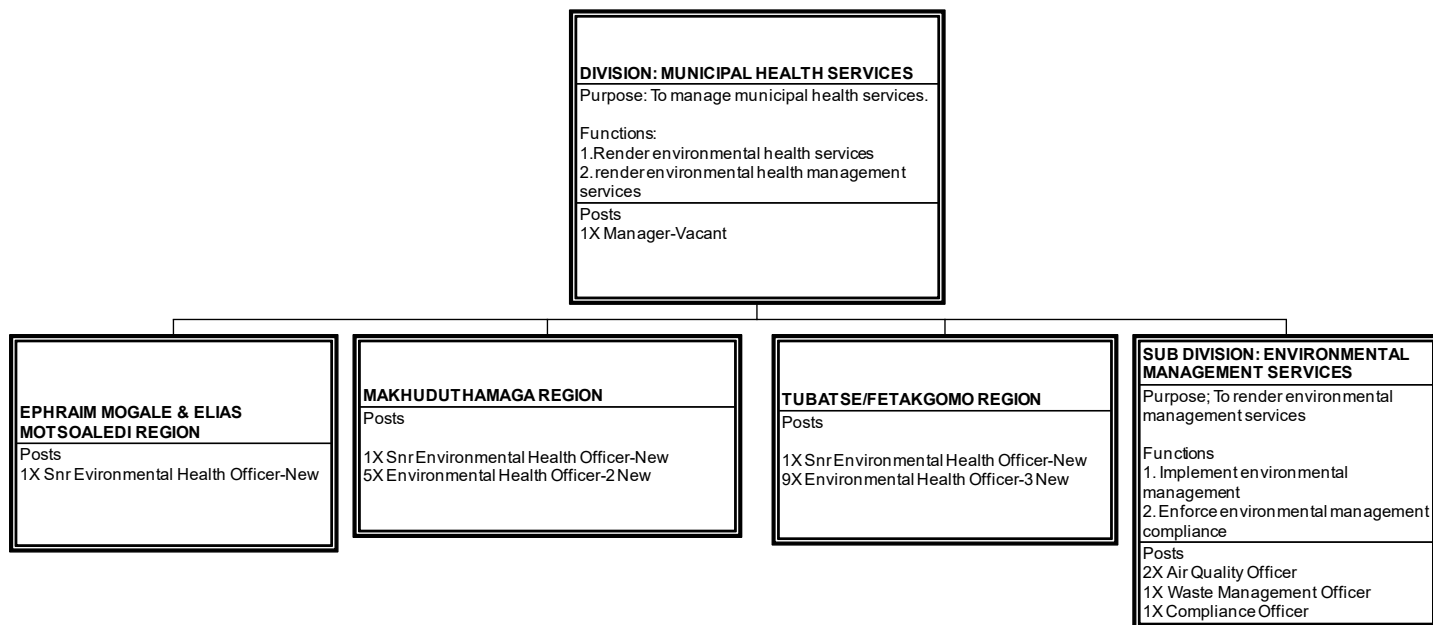 DIVISION: MUNICIPAL HEALTH SERVICES
Purpose: To manage municipal health services.
Functions:
1.Render environmental health services
2. render environmental health management
services
Posts
1X Manager-Vacant
EPHRAIM MOGALE & ELIAS
MOTSOALEDI REGION
Posts
1X Snr Evironmental Health Officer-New
MAKHUDUTHAMAGA REGION
Posts
1X Snr Environmental Health Officer-New
5X Environmental Health Officer-2 New
TUBATSE/FETAKGOMO REGION
Posts
1X Snr Environmental Health Officer-New
9X Environmental Health Officer-3 New
SUB DIVISION: ENVIRONMENTAL
MANAGEMENT SERVICES
Purpose; To render environmental
management services
Functions
1. Implement environmental
management
2. Enforce environmental management
compliance
Posts
2X Air Quality Officer
1X Waste Management Officer
1X Compliance Officer